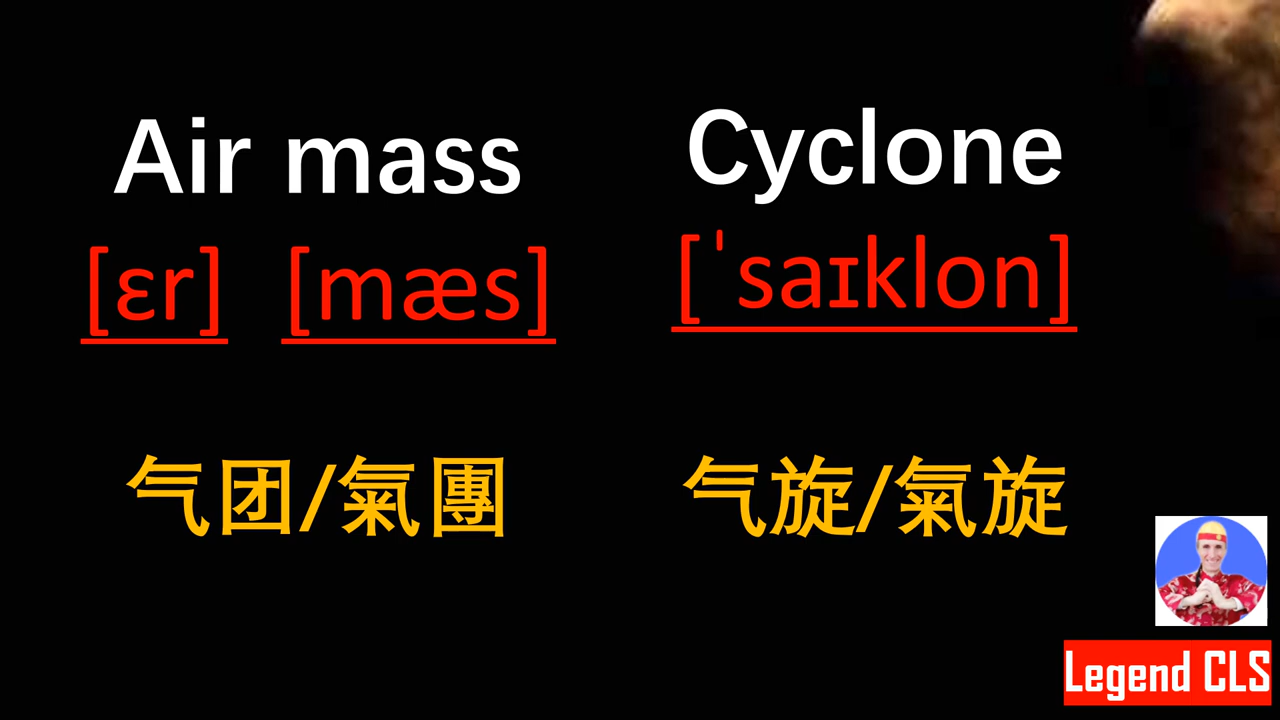 Air mass
[ɛr] [mæs]
气团/氣團
Cyclone
[ˈsaɪklon]
气旋/氣旋
Legend CLS